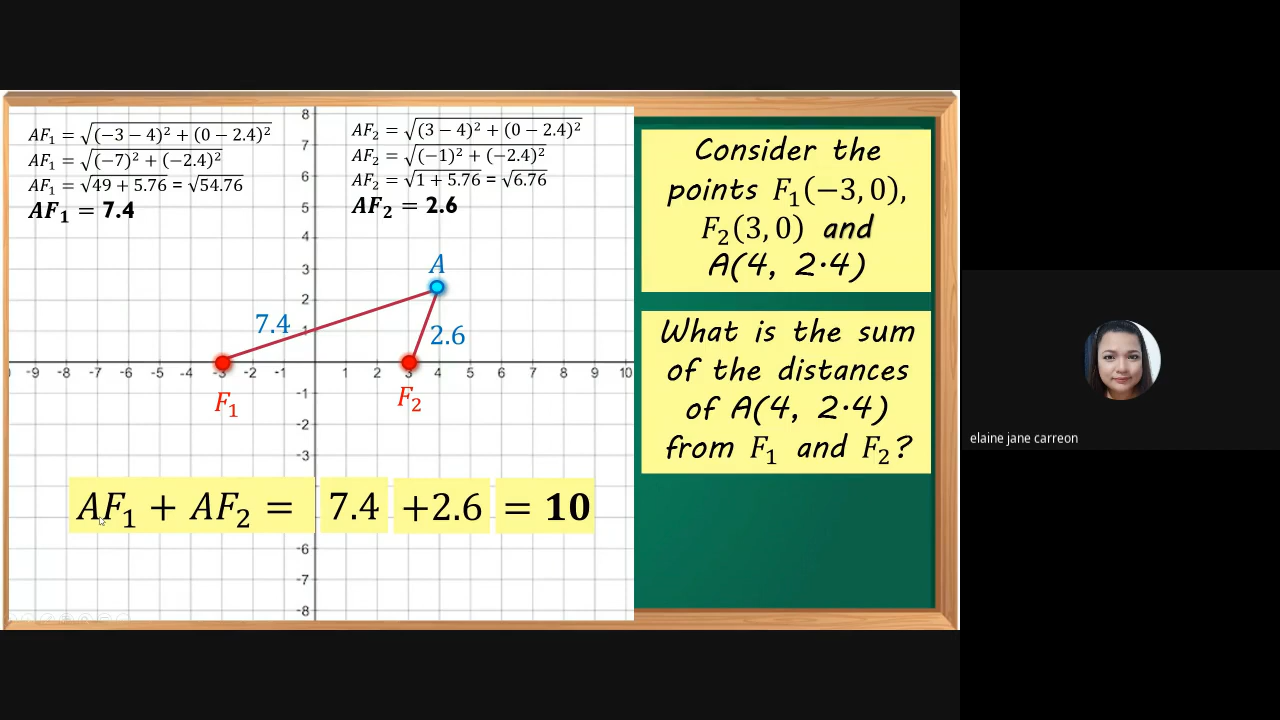 AF₁ = √(−3 − 4)² + (0 − 2.4)²
AF₁ = √(−7)² + (−2.4)²
AF₁ = √49 + 5.76 = √54.76
AF₁ = 7.4
AF₂ = √(3 − 4)² + (0 − 2.4)²
AF₂ = √(−1)² + (−2.4)²
AF₂ = √1 + 5.76 = √6.76
AF₂ = 2.6
8
7
6
5
4
3
2
1
-1
-2
-3
-6
-7
-8
-9 -8 -7 -6 -5 -4 -3 -2 -1 1 2 3 4 5 6 7 8 9 10
A
7.4
2.6
F₁
F₂
AF₁ + AF₂ = 7.4 +2.6 = 10
Consider the
points F₁(−3, 0),
F₂(3, 0) and
A(4, 2.4)
What is the sum
of the distances
of A(4, 2.4)
from F₁ and F₂?
elaine jane carreon